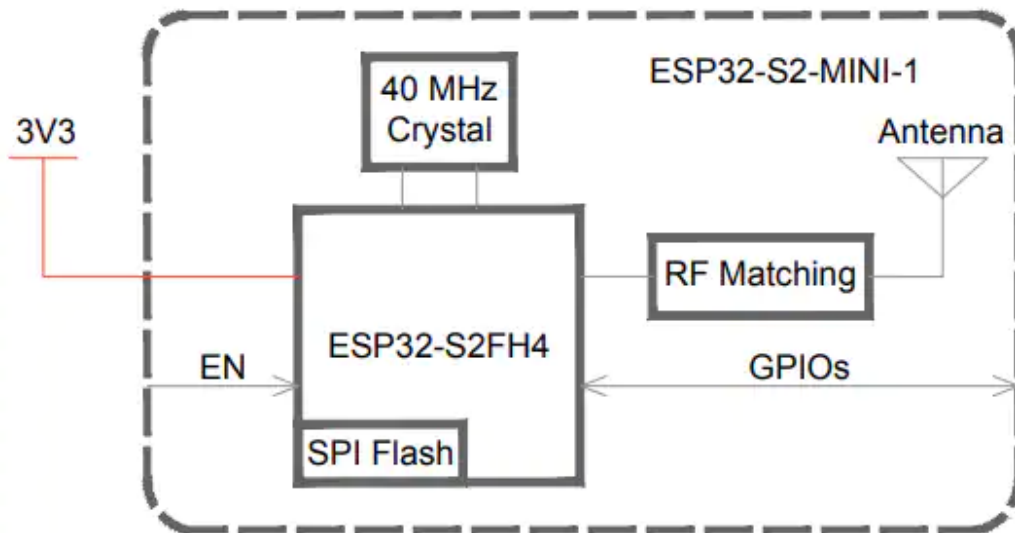 ESP32-S2-MINI-1
40 MHz
Crystal
3V3
Antenna
RF Matching
ESP32-S2FH4
EN
GPIOs
SPI Flash